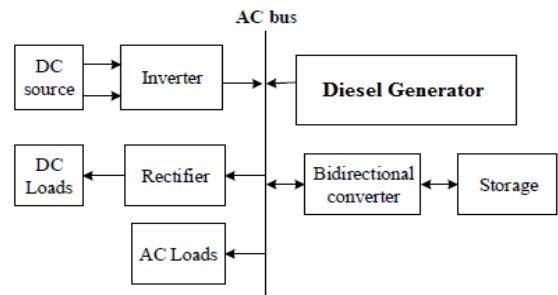 AC bus
DC
source
Inverter
Diesel Generator
DC
Loads
Rectifier
Bidirectional
converter
Storage
AC Loads